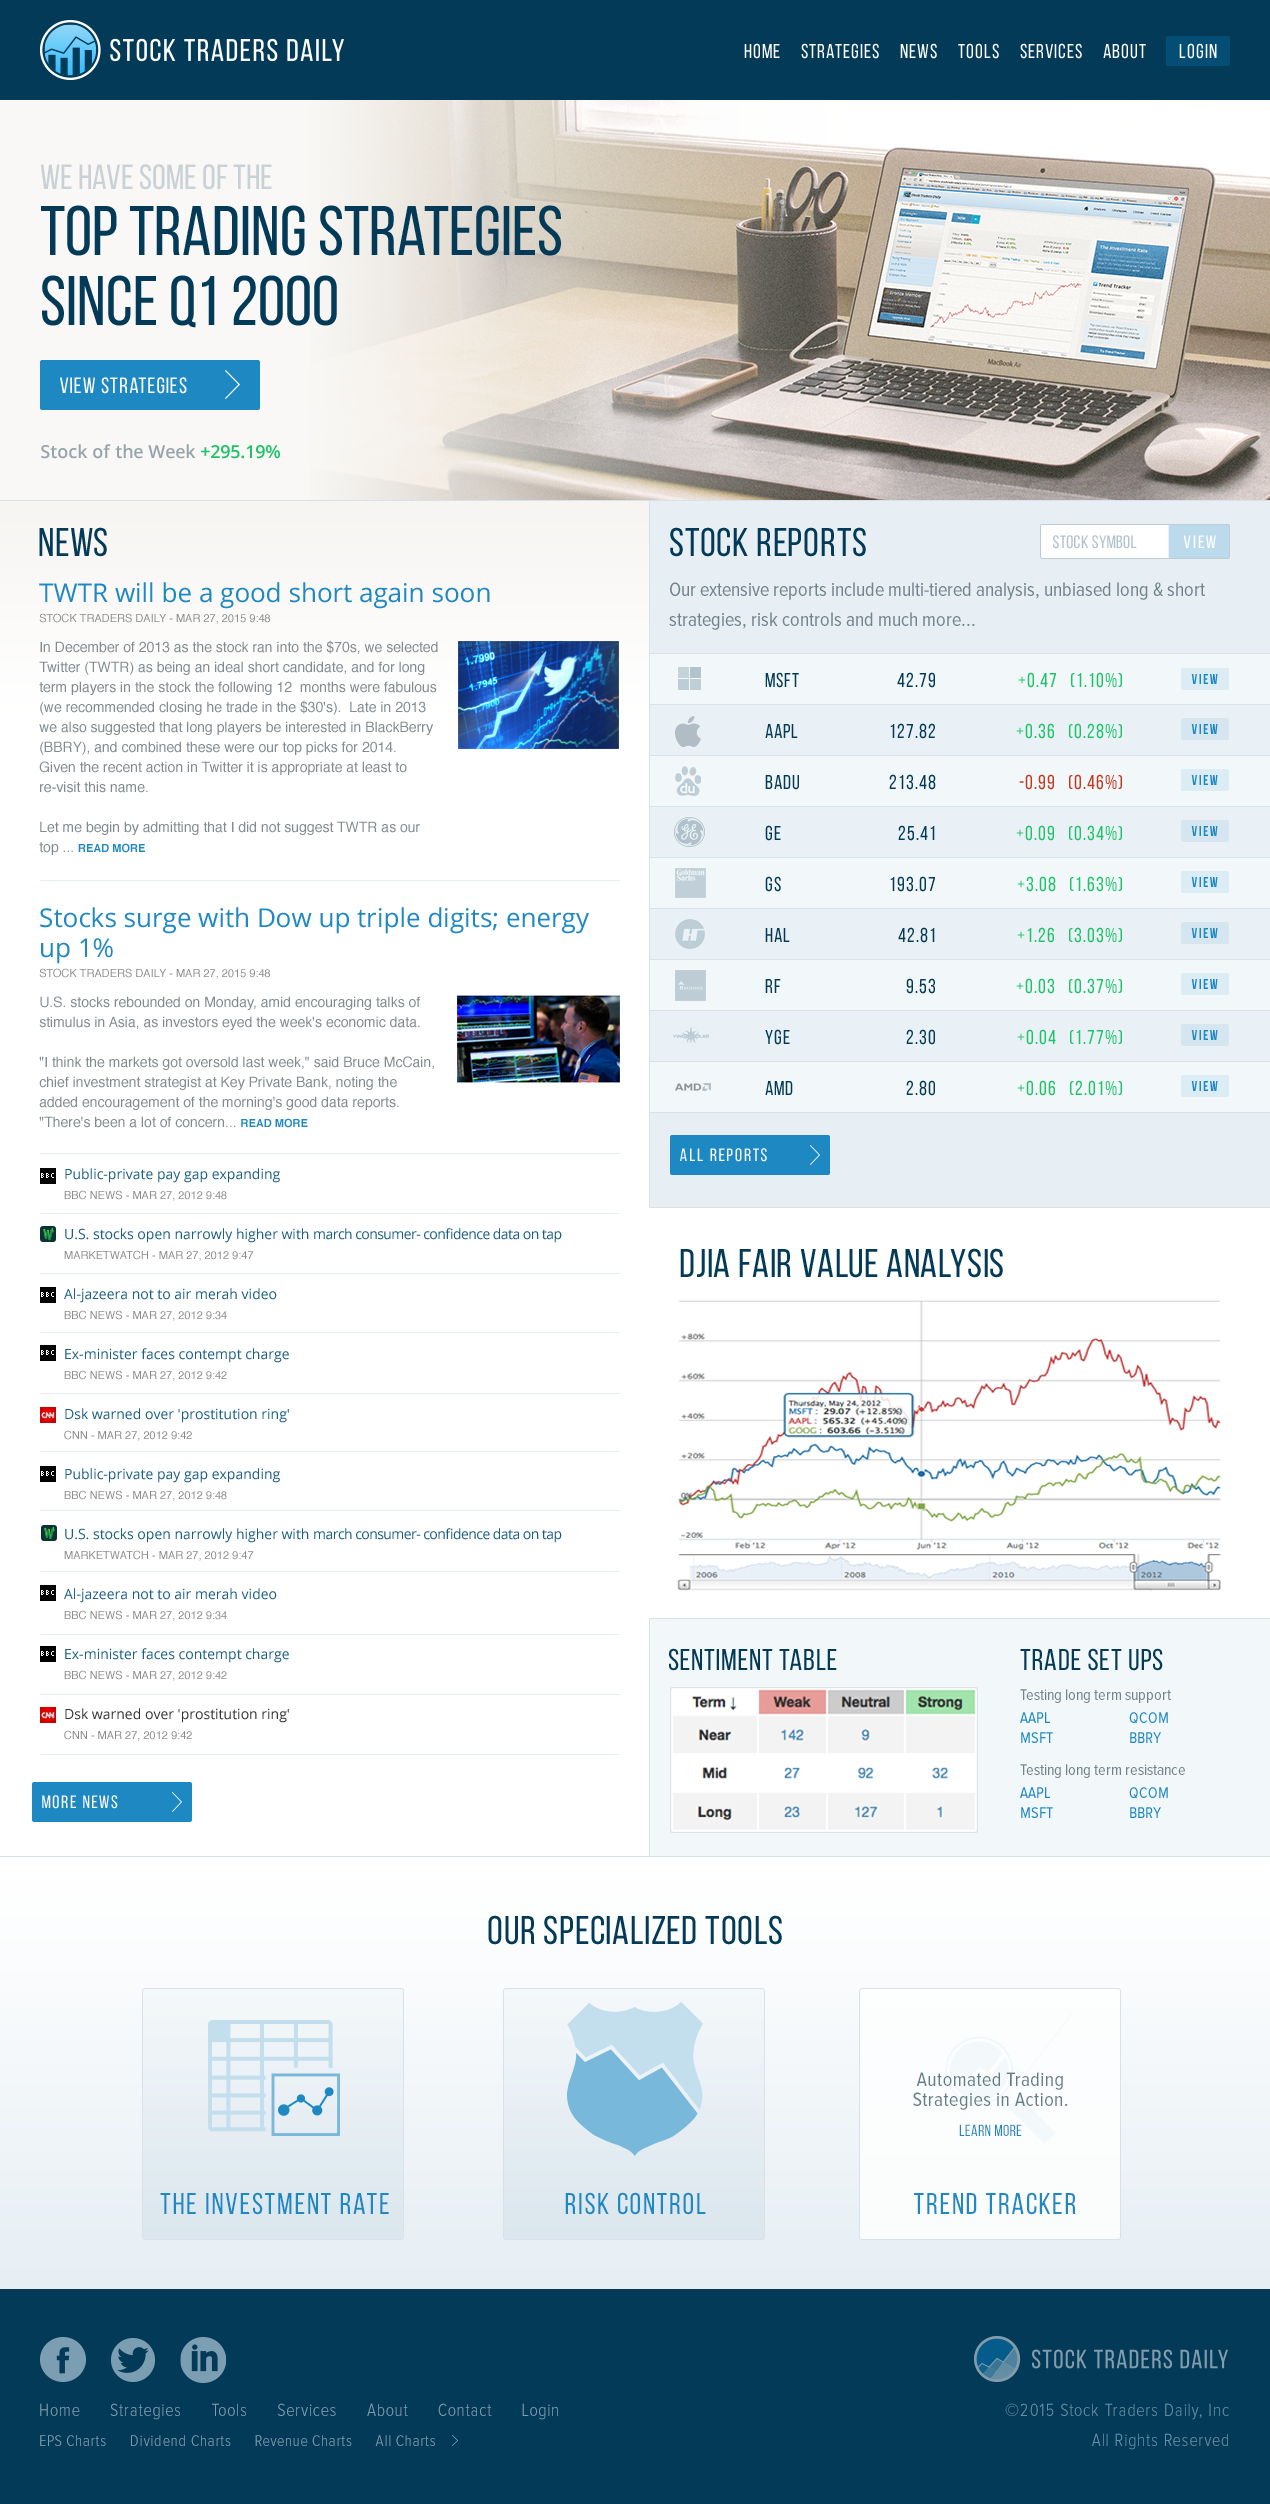 STOCK TRADERS DAILY
HOME STRATEGIES NEWS TOOLS SERVICES ABOUT LOGIN
WE HAVE SOME OF THE
TOP TRADING STRATEGIES
SINCE Q1 2000
VIEW STRATEGIES
Stock of the Week +295.19%
MacBook Air
NEWS
TWTR will be a good short again soon
STOCK TRADERS DAILY - MAR 27, 2015 9:48
In December of 2013 as the stock ran into the $70s, we selected
Twitter (TWTR) as being an ideal short candidate, and for long
term players in the stock the following 12 months were fabulous
(we recommended closing he trade in the $30's). Late in 2013
we also suggested that long players be interested in BlackBerry
(BBRY), and combined these were our top picks for 2014.
Given the recent action in Twitter it is appropriate at least to
re-visit this name.
Let me begin by admitting that I did not suggest TWTR as our
top ... READ MORE
1.7990
1.7945
Stocks surge with Dow up triple digits; energy
up 1%
STOCK TRADERS DAILY - MAR 27, 2015 9:48
U.S. stocks rebounded on Monday, amid encouraging talks of
stimulus in Asia, as investors eyed the week's economic data.
"I think the markets got oversold last week," said Bruce McCain,
chief investment strategist at Key Private Bank, noting the
added encouragement of the morning's good data reports.
"There's been a lot of concern... READ MORE
BBC Public-private pay gap expanding
BBC NEWS - MAR 27, 2012 9:48
U.S. stocks open narrowly higher with march consumer- confidence data on tap
MARKETWATCH - MAR 27, 2012 9:47
BBC Al-jazeera not to air merah video
BBC NEWS - MAR 27, 2012 9:34
BBC Ex-minister faces contempt charge
BBC NEWS - MAR 27, 2012 9:42
CNN Dsk warned over 'prostitution ring'
CNN - MAR 27, 2012 9:42
BBC Public-private pay gap expanding
BBC NEWS - MAR 27, 2012 9:48
U.S. stocks open narrowly higher with march consumer- confidence data on tap
MARKETWATCH - MAR 27, 2012 9:47
BBC Al-jazeera not to air merah video
BBC NEWS - MAR 27, 2012 9:34
BBC Ex-minister faces contempt charge
BBC NEWS - MAR 27, 2012 9:42
CNN Dsk warned over 'prostitution ring'
CNN - MAR 27, 2012 9:42
MORE NEWS
STOCK REPORTS
STOCK SYMBOL VIEW
Our extensive reports include multi-tiered analysis, unbiased long & short
strategies, risk controls and much more...
MSFT 42.79 +0.47 (1.10%) VIEW
AAPL 127.82 +0.36 (0.28%) VIEW
du BADU 213.48 -0.99 (0.46%) VIEW
GE GE 25.41 +0.09 (0.34%) VIEW
Goldman Sachs GS 193.07 +3.08 (1.63%) VIEW
H HAL 42.81 +1.26 (3.03%) VIEW
RF 9.53 +0.03 (0.37%) VIEW
YGE 2.30 +0.04 (1.77%) VIEW
AMD AMD 2.80 +0.06 (2.01%) VIEW
ALL REPORTS
DJIA FAIR VALUE ANALYSIS
+80%
+60%
+40%
+20%
0%
-20%
Thursday, May 24, 2012
MSFT : 29.07 (+12.85%)
AAPL : 565.32 (+45.40%)
GOOG : 603.66 (-3.51%)
Feb '12 Apr '12 Jun '12 Aug '12 Oct '12 Dec '12
2006 2008 2010 2012
SENTIMENT TABLE
Term ↓ Weak Neutral Strong
Near 142 9
Mid 27 92 32
Long 23 127 1
TRADE SET UPS
Testing long term support
AAPL QCOM
MSFT BBRY
Testing long term resistance
AAPL QCOM
MSFT BBRY
OUR SPECIALIZED TOOLS
THE INVESTMENT RATE
RISK CONTROL
Automated Trading
Strategies in Action.
LEARN MORE
TREND TRACKER
STOCK TRADERS DAILY
Home Strategies Tools Services About Contact Login
EPS Charts Dividend Charts Revenue Charts All Charts
©2015 Stock Traders Daily, Inc
All Rights Reserved